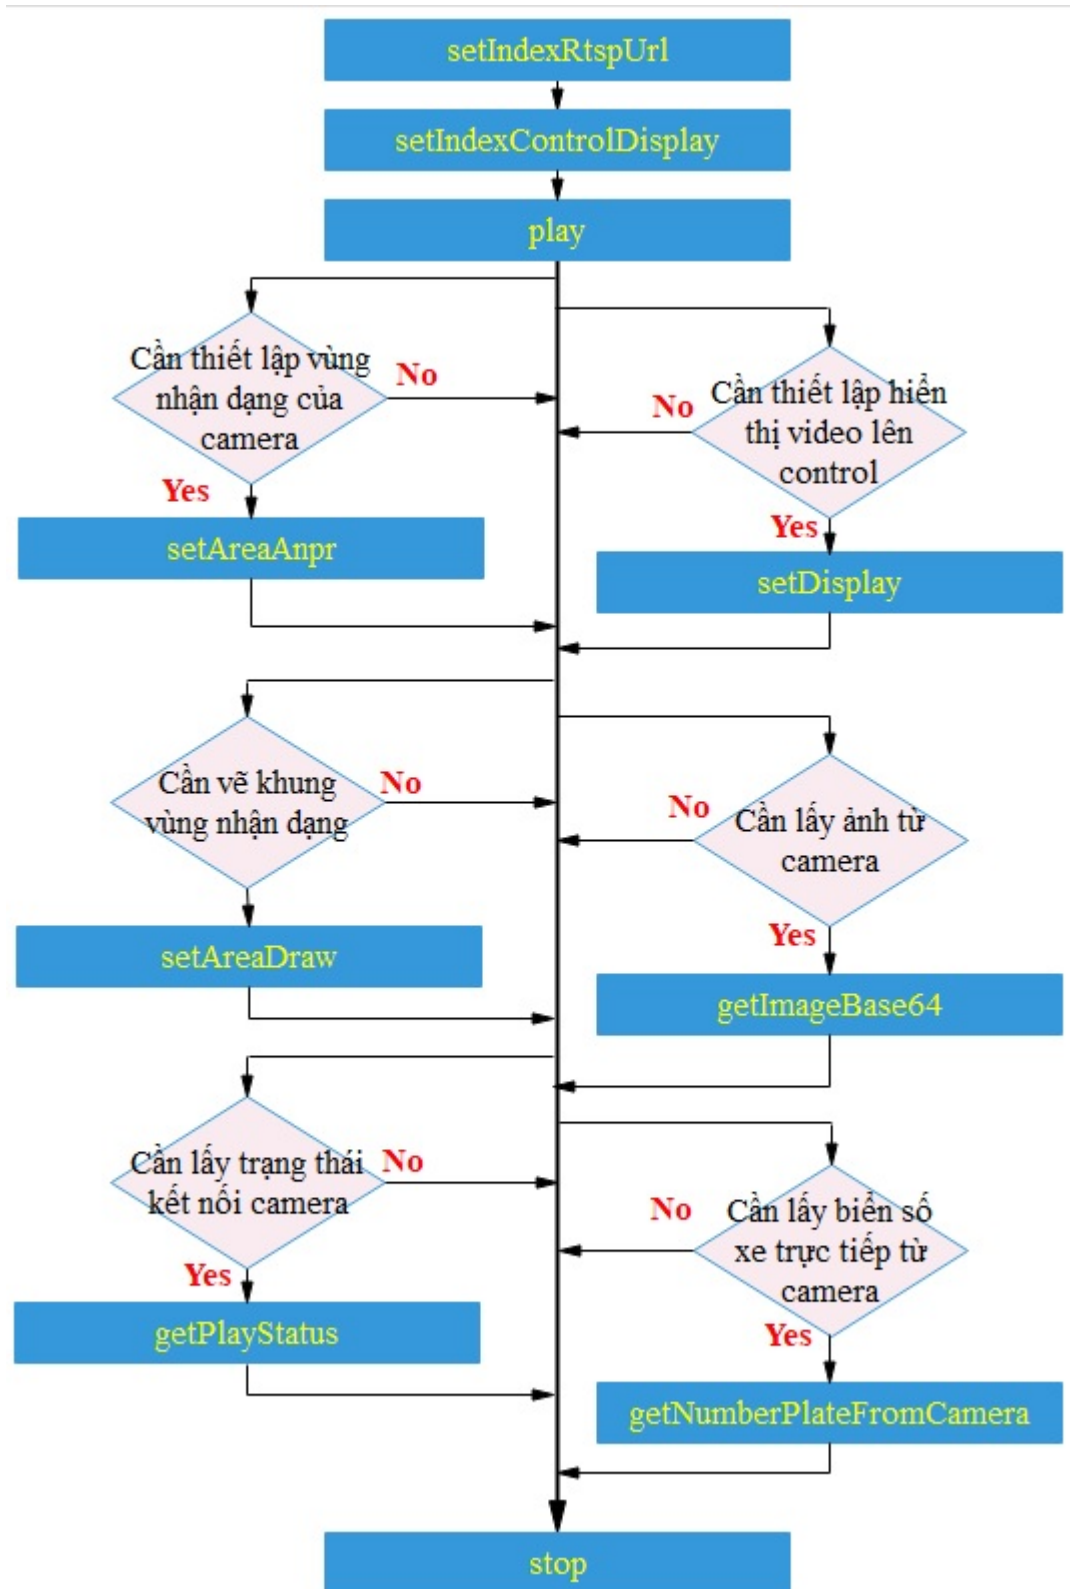 setIndexRtspUrl
setIndexControlDisplay
play
Cần thiết lập vùng
nhận dạng của
camera
No
Yes
setAreaAnpr
Cần thiết lập hiển
thị video lên
control
No
Yes
setDisplay
Cần vẽ khung
vùng nhận dạng
No
setAreaDraw
Cần lấy ảnh từ
camera
No
Yes
getImageBase64
Cần lấy trạng thái
kết nối camera
No
Yes
getPlayStatus
Cần lấy biển số
xe trực tiếp từ
camera
No
Yes
getNumberPlateFromCamera
stop